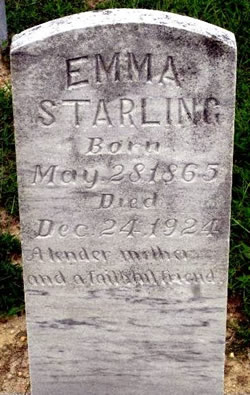 EMMA
STARLING
Born
May 28 1865
Died
Dec 24 1924
A tender mother
and a faithful friend.